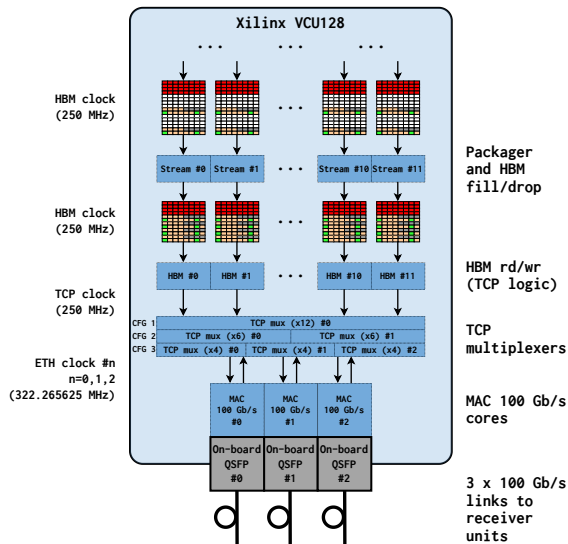 Xilinx VCU128
... ...
HBM clock
(250 MHz)
...
Stream #0 Stream #1 ... Stream #10 Stream #11
Packager
and HBM
fill/drop
HBM clock
(250 MHz)
...
HBM #0 HBM #1 ... HBM #10 HBM #11
HBM rd/wr
(TCP logic)
TCP clock
(250 MHz)
CFG 1 TCP mux (x12) #0
CFG 2 TCP mux (x6) #0 TCP mux (x6) #1
CFG 3 TCP mux (x4) #0 TCP mux (x4) #1 TCP mux (x4) #2
TCP
multiplexers
ETH clock #n
n=0,1,2
(322.265625 MHz)
MAC MAC MAC
100 Gb/s 100 Gb/s 100 Gb/s
#0 #1 #2
MAC 100 Gb/s
cores
On-board On-board On-board
QSFP QSFP QSFP
#0 #1 #2
3 x 100 Gb/s
links to
receiver
units